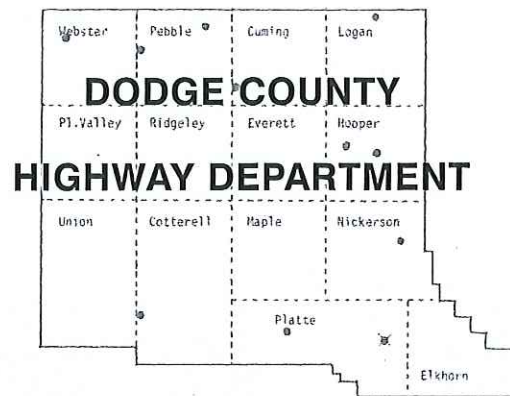 Webster Pebble Cuming Logan
DODGE COUNTY
Pl.Valley Ridgeley Everett Hooper
HIGHWAY DEPARTMENT
Union Cotterell Maple Nickerson
Platte
Elkhorn